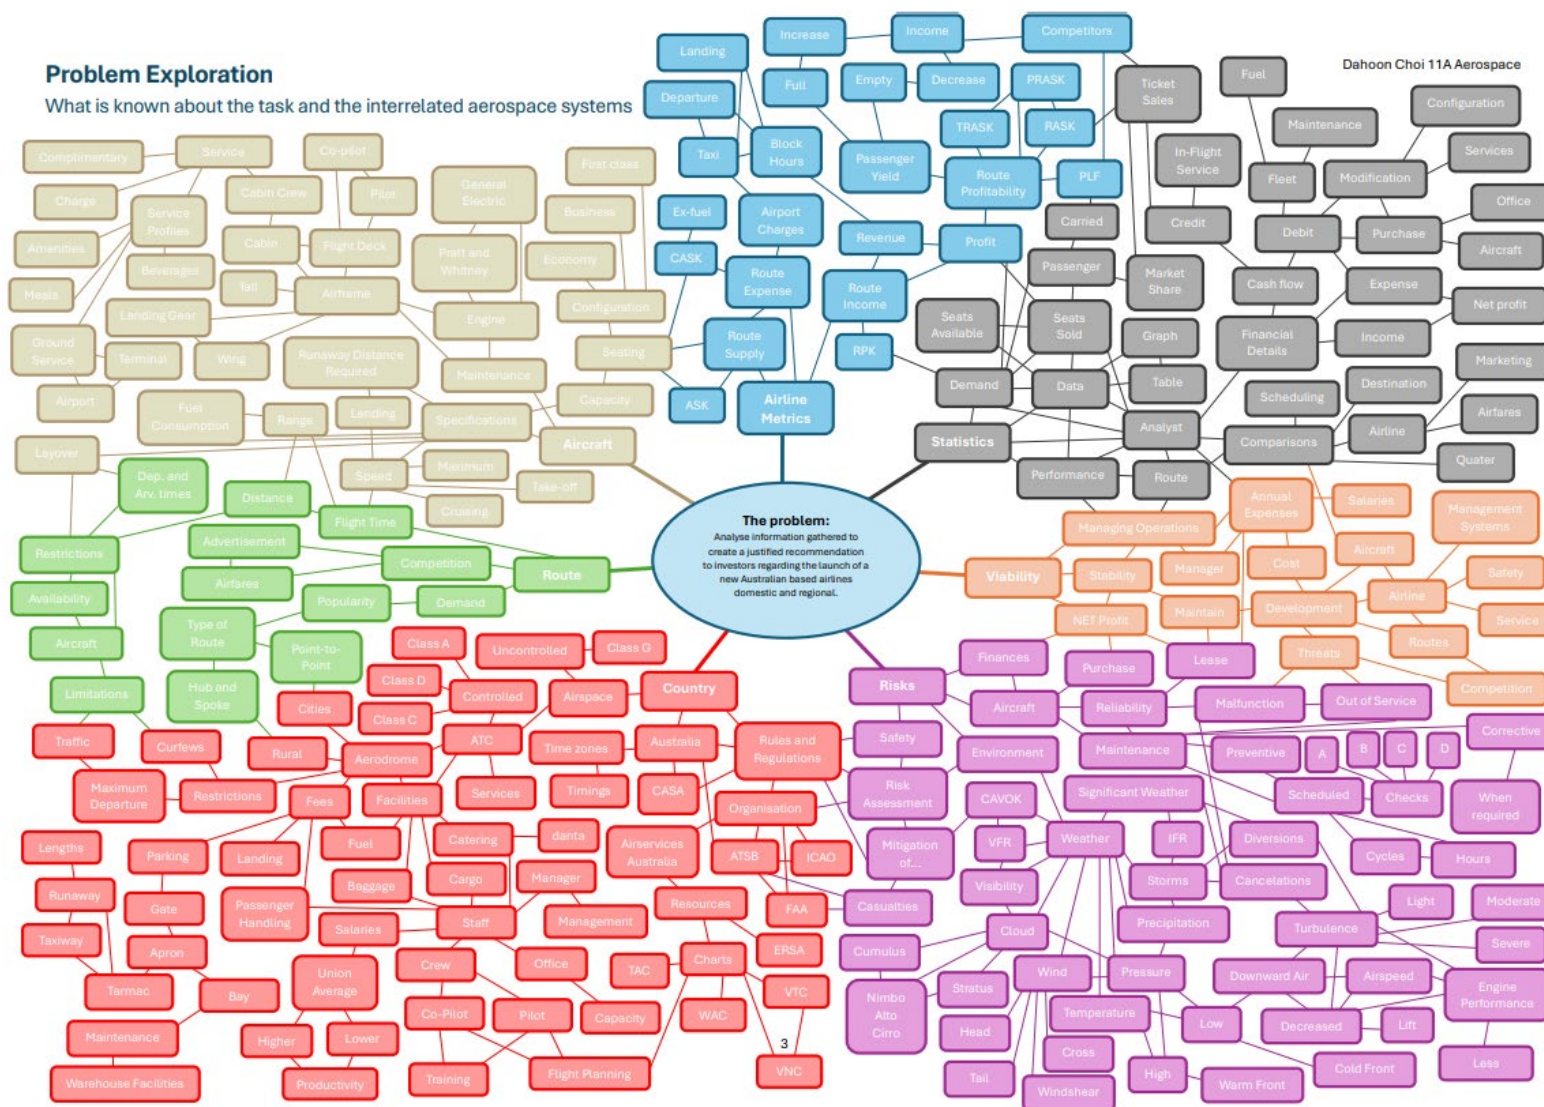 Problem Exploration
What is known about the task and the interrelated aerospace systems
Dahoon Choi 11A Aerospace
The problem:
Analyse information gathered to
create a justified recommendation
to investors regarding the launch of a
new Australian based airlines
domestic and regional.
Complimentary
Service
Co-pilot
Charge
Cabin Crew
Pilot
General
Electric
First class
Service
Profiles
Business
Amenities
Cabin
Flight Deck
Pratt and
Whitney
Economy
Beverages
Meals
Tail
Airframe
Configuration
Landing Gear
Engine
Ground
Service
Terminal
Wing
Runaway Distance
Required
Seating
Maintenance
Airport
Fuel
Consumption
Range
Landing
Specifications
Capacity
Aircraft
Layover
Speed
Maximum
Take-off
Cruising
Landing
Increase
Income
Competitors
Departure
Full
Empty
Decrease
PRASK
Taxi
Block
Hours
TRASK
RASK
Passenger
Yield
Route
Profitability
PLF
Ex-fuel
Airport
Charges
Revenue
Profit
CASK
Route
Expense
Route
Income
Route
Supply
RPK
ASK
Airline
Metrics
Ticket
Sales
Fuel
Configuration
Maintenance
In-Flight
Service
Services
Fleet
Modification
Carried
Credit
Debit
Purchase
Office
Aircraft
Passenger
Market
Share
Cash flow
Expense
Net profit
Seats
Available
Seats
Sold
Graph
Financial
Details
Income
Demand
Data
Table
Marketing
Scheduling
Destination
Statistics
Analyst
Comparisons
Airline
Airfares
Performance
Route
Quater
Dep. and
Arv. times
Distance
Flight Time
Restrictions
Advertisement
Competition
Airfares
Route
Availability
Popularity
Demand
Type of
Route
Aircraft
Point-to-
Point
Limitations
Hub and
Spoke
Managing Operations
Annual
Expenses
Salaries
Management
Systems
Viability
Stability
Manager
Cost
Aircraft
Safety
NET Profit
Maintain
Development
Airline
Service
Threats
Routes
Competition
Class A
Uncontrolled
Class G
Class D
Controlled
Airspace
Country
Cities
Class C
Traffic
Curfews
Rural
Aerodrome
ATC
Time zones
Australia
Rules and
Regulations
Maximum
Departure
Restrictions
Fees
Facilities
Services
Timings
CASA
Organisation
Lengths
Parking
Landing
Fuel
Catering
danta
Airservices
Australia
ATSB
ICAO
Runaway
Baggage
Cargo
Manager
Gate
Passenger
Handling
Resources
FAA
Taxiway
Salaries
Staff
Management
Apron
ERSA
Tarmac
Bay
Union
Average
Crew
Office
TAC
Charts
VTC
Maintenance
Higher
Lower
Co-Pilot
Pilot
Capacity
WAC
Warehouse Facilities
Productivity
Training
Flight Planning
VNC
3
Risks
Finances
Purchase
Lease
Aircraft
Reliability
Malfunction
Out of Service
Safety
Environment
Maintenance
Preventive
A
B
C
D
Corrective
Risk
Assessment
CAVOK
Significant Weather
Scheduled
Checks
When
required
Mitigation
of...
VFR
Weather
IFR
Diversions
Cycles
Hours
Visibility
Storms
Cancelations
Casualties
Cloud
Precipitation
Turbulence
Light
Moderate
Cumulus
Severe
Wind
Pressure
Downward Air
Airspeed
Nimbo
Alto
Cirro
Stratus
Engine
Performance
Temperature
Low
Decreased
Lift
Head
Cross
Tail
High
Cold Front
Less
Windshear
Warm Front